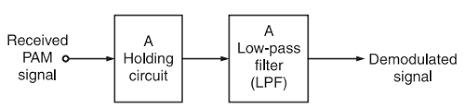 Received
PAM
signal
A
Holding
circuit
A
Low-pass
filter
(LPF)
Demodulated
signal